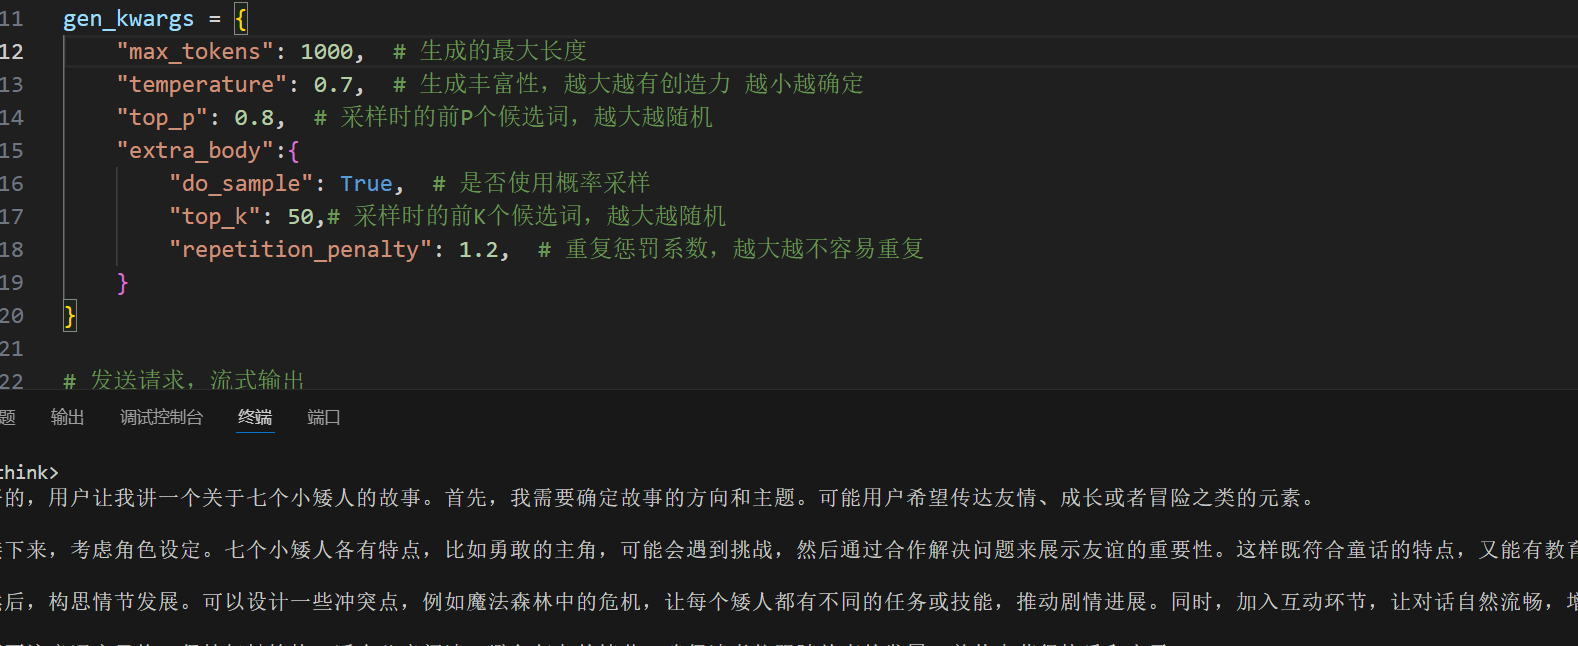 11 gen_kwargs = {
12 "max_tokens": 1000, # 生成的最大长度
13 "temperature": 0.7, # 生成丰富性，越大越有创造力 越小越确定
14 "top_p": 0.8, # 采样时的前P个候选词，越大越随机
15 "extra_body":{
16 "do_sample": True, # 是否使用概率采样
17 "top_k": 50,# 采样时的前K个候选词，越大越随机
18 "repetition_penalty": 1.2, # 重复惩罚系数，越大越不容易重复
19 }
20 }
21
22 # 发送请求，流式输出
题 输出 调试控制台 终端 端口
think>
的，用户让我讲一个关于七个小矮人的故事。首先，我需要确定故事的方向和主题。可能用户希望传达友情、成长或者冒险之类的元素。
下来，考虑角色设定。七个小矮人各有特点，比如勇敢的主角，可能会遇到挑战，然后通过合作解决问题来展示友谊的重要性。这样既符合童话的特点，又能有教育
后，构思情节发展。可以设计一些冲突点，例如魔法森林中的危机，让每个矮人都有不同的任务或技能，推动剧情进展。同时，加入互动环节，让对话自然流畅，